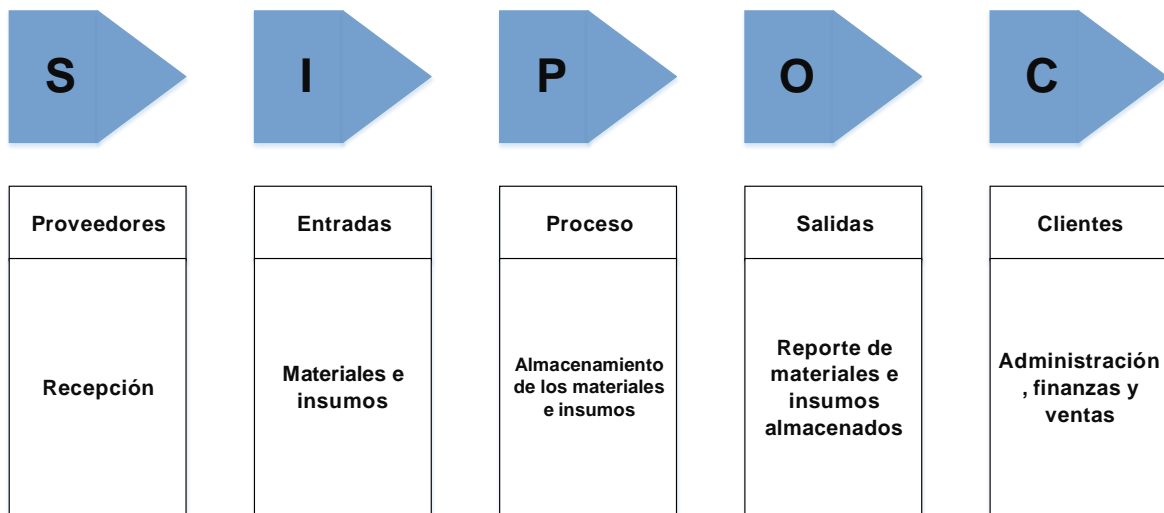 S
I
P
O
C
Proveedores
Entradas
Proceso
Salidas
Clientes
Recepción
Materiales e
insumos
Almacenamiento
de los materiales
e insumos
Reporte de
materiales e
insumos
almacenados
Administración
, finanzas y
ventas